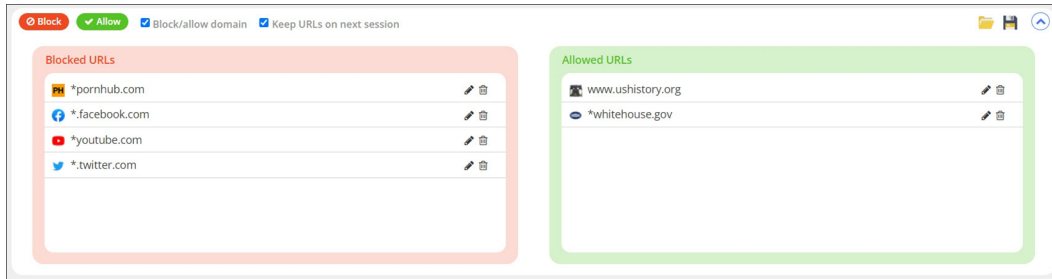 Block Allow Block/allow domain Keep URLs on next session
Blocked URLs
PH *pornhub.com
*.facebook.com
*youtube.com
*.twitter.com
Allowed URLs
www.ushistory.org
*whitehouse.gov